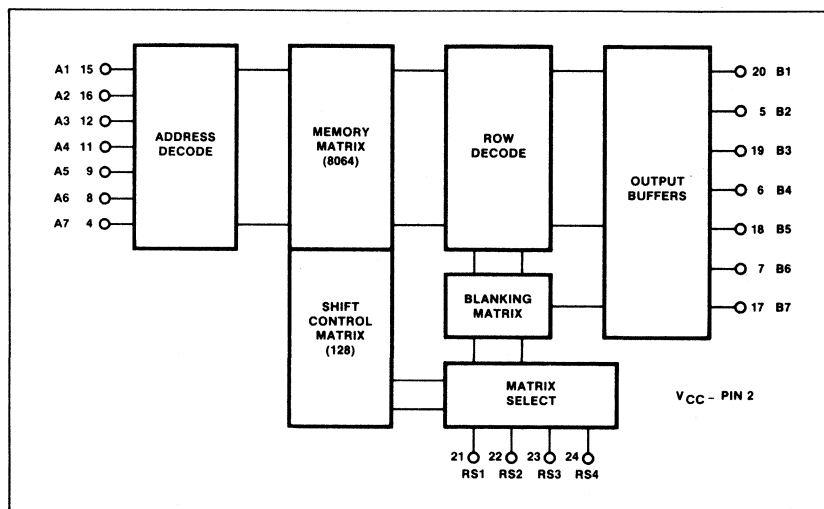 A1 15
A2 16
A3 12
A4 11
A5 9
A6 8
A7 4
ADDRESS
DECODE
MEMORY
MATRIX
(8064)
SHIFT
CONTROL
MATRIX
(128)
ROW
DECODE
BLANKING
MATRIX
MATRIX
SELECT
21 22 23 24
RS1 RS2 RS3 RS4
OUTPUT
BUFFERS
20 B1
5 B2
19 B3
6 B4
18 B5
7 B6
17 B7
VCC – PIN 2